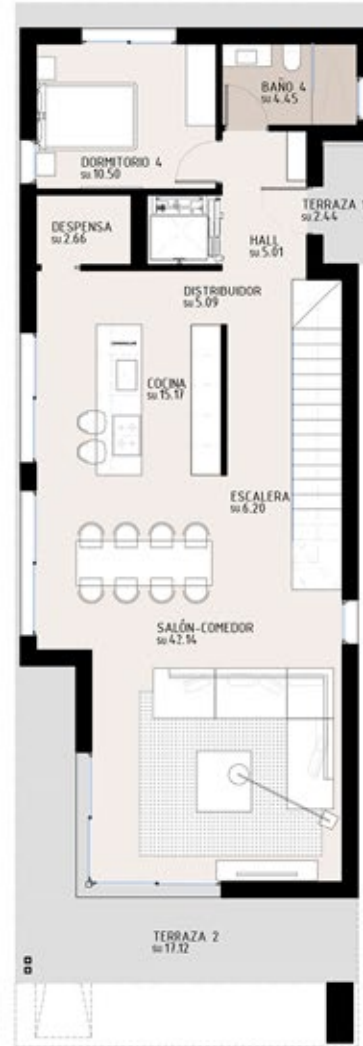 BAÑO 4
su 4.45
DORMITORIO 4
su 10.50
TERRAZA 1
su 2.44
DESPENSA
su 2.66
HALL
su 5.01
DISTRIBUIDOR
su 5.09
COCINA
su 15.17
ESCALERA
su 6.20
SALÓN-COMEDOR
su 42.14
TERRAZA 2
su 17.12